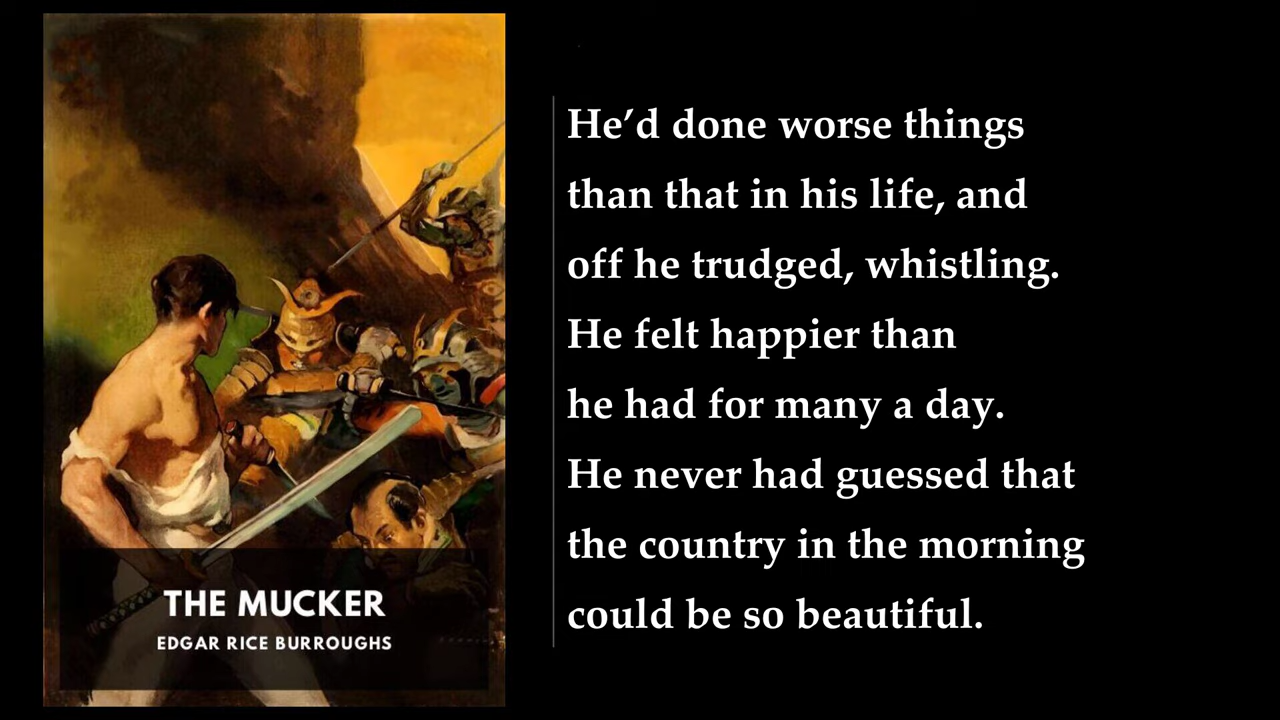 THE MUCKER
EDGAR RICE BURROUGHS
He’d done worse things
than that in his life, and
off he trudged, whistling.
He felt happier than
he had for many a day.
He never had guessed that
the country in the morning
could be so beautiful.